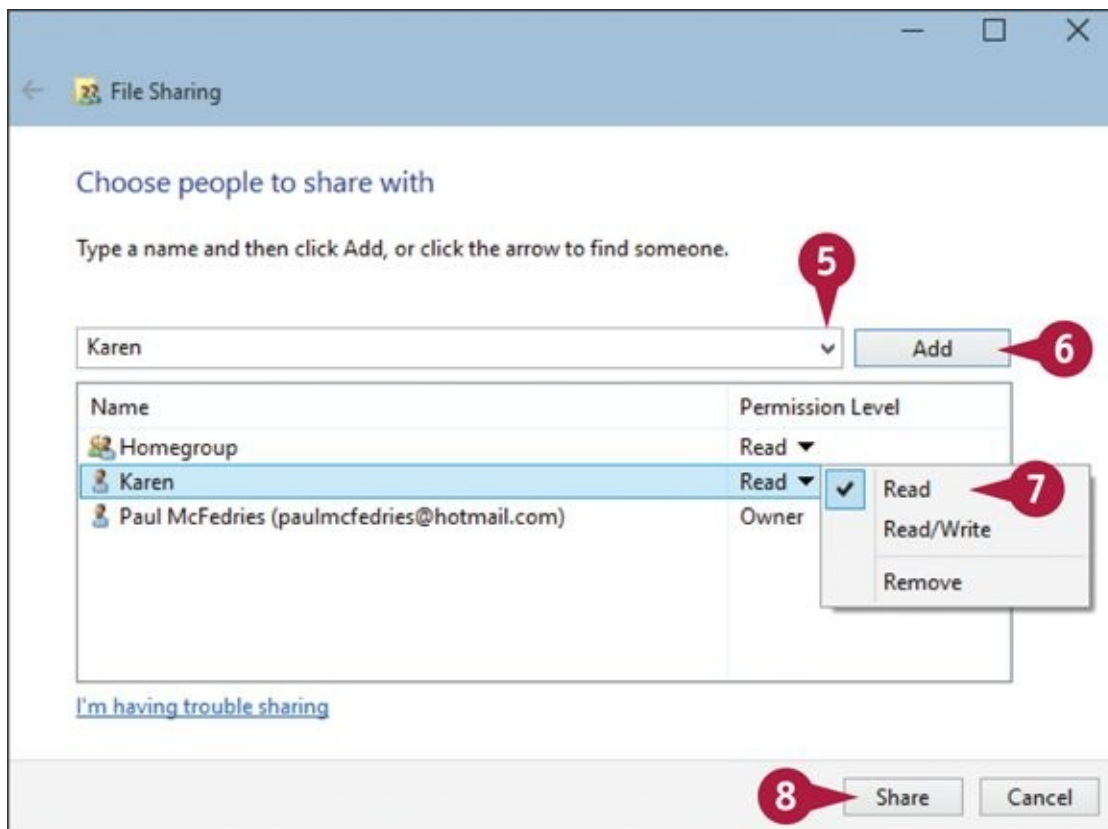 File Sharing
Choose people to share with
Type a name and then click Add, or click the arrow to find someone.
5
Karen
Add
6
Name Permission Level
Homegroup Read
Karen Read
Read
7
Paul McFedries (paulmcfedries@hotmail.com) Owner
Read/Write
Remove
I'm having trouble sharing
8
Share
Cancel